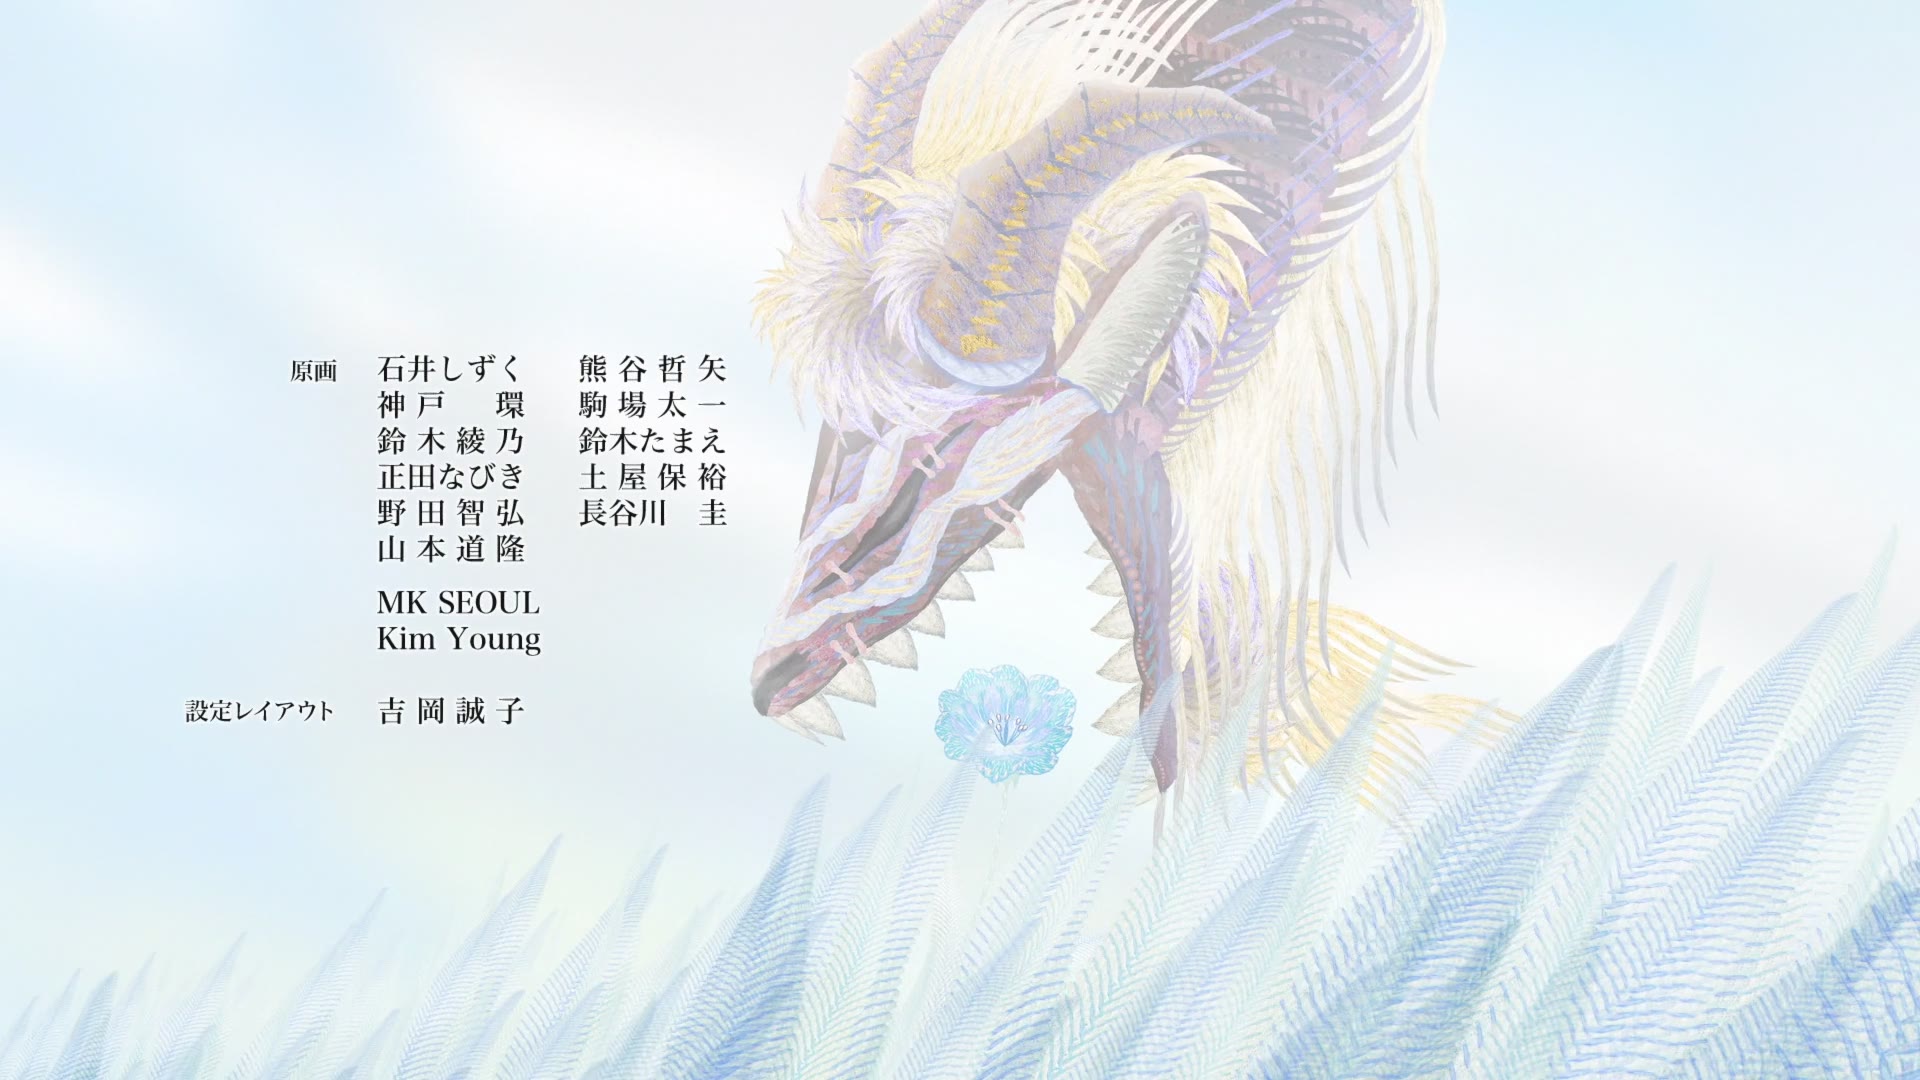 原画 石井しずく 熊谷哲矢
神戸 環 駒場太一
鈴木綾乃 鈴木たまえ
正田なびき 土屋保裕
野田智弘 長谷川 圭
山本道隆
MK SEOUL
Kim Young
設定レイアウト 吉岡誠子